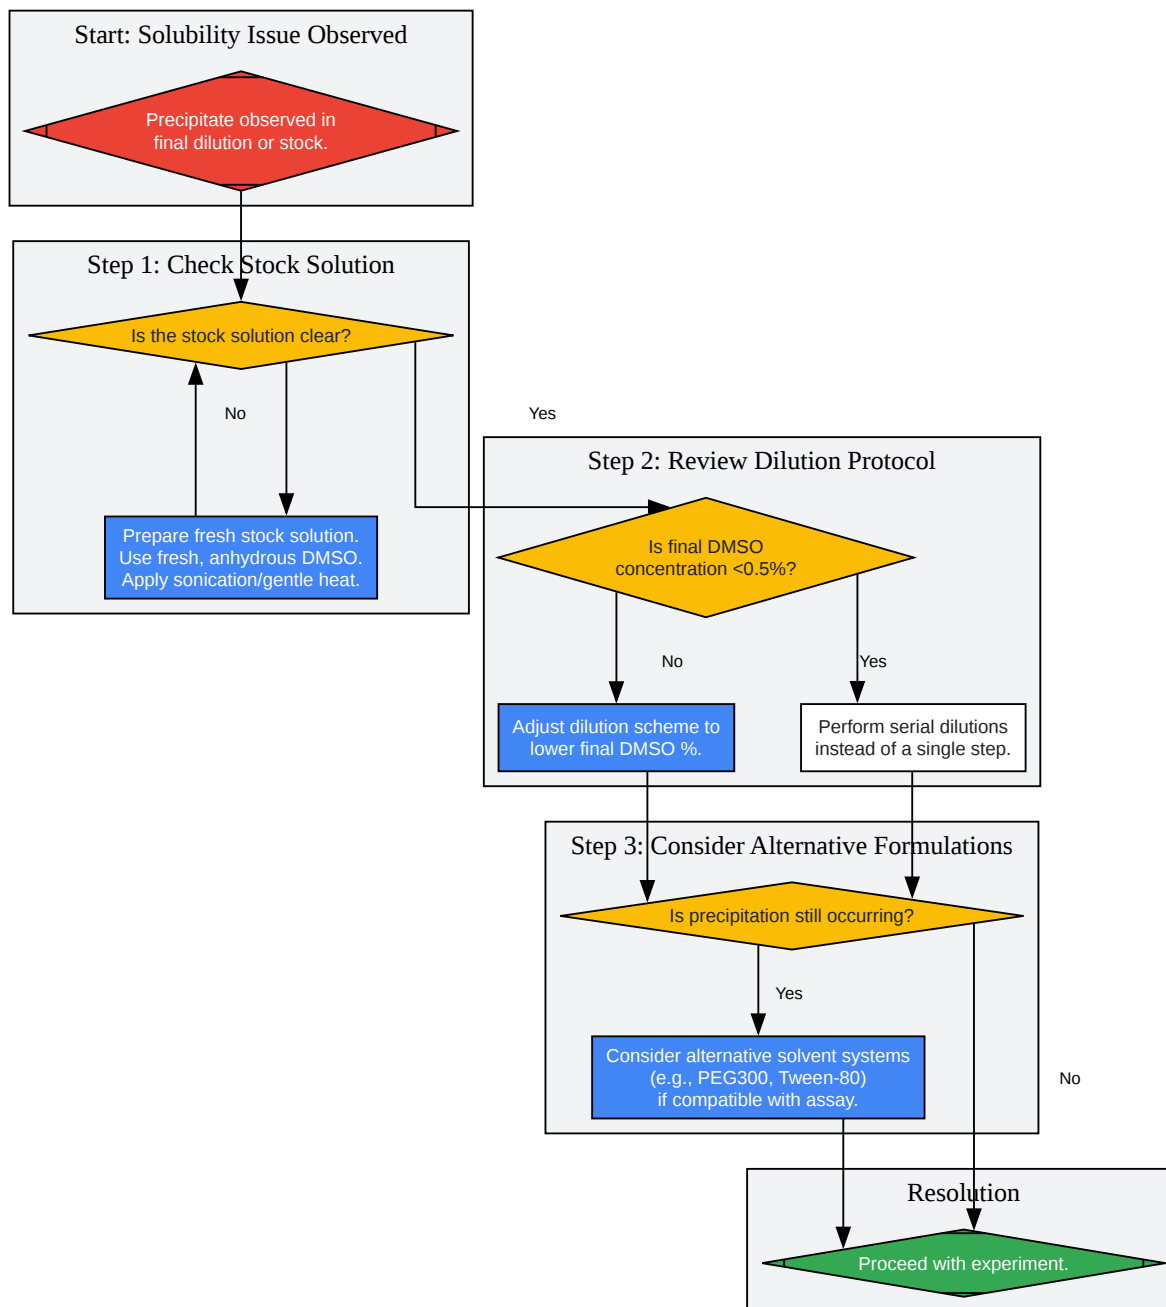 Start: Solubility Issue Observed
Precipitate observed in
final dilution or stock.
Step 1: Check Stock Solution
Is the stock solution clear?
No
Yes
Prepare fresh stock solution.
Use fresh, anhydrous DMSO.
Apply sonication/gentle heat.
Step 2: Review Dilution Protocol
Is final DMSO
concentration <0.5%?
No
Yes
Adjust dilution scheme to
lower final DMSO %.
Perform serial dilutions
instead of a single step.
Step 3: Consider Alternative Formulations
Is precipitation still occurring?
Yes
Consider alternative solvent systems
(e.g., PEG300, Tween-80)
if compatible with assay.
No
Resolution
Proceed with experiment.